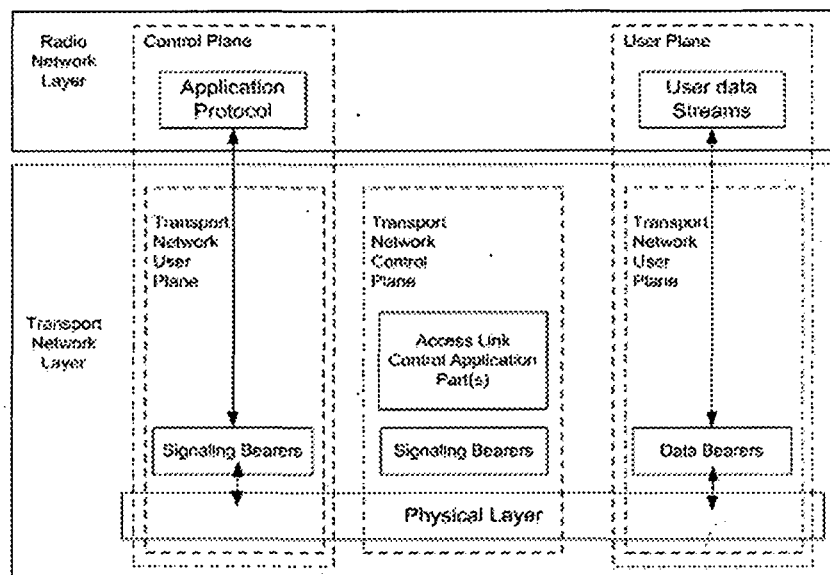 Radio
Network
Layer
Control Plane
Application
Protocol
User Plane
User data
Streams
Transport
Network
Layer
Transport
Network
User
Plane
Transport
Network
Control
Plane
Access Link
Control Application
Part(s)
Transport
Network
User
Plane
Signaling Bearers
Signaling Bearers
Data Bearers
Physical Layer